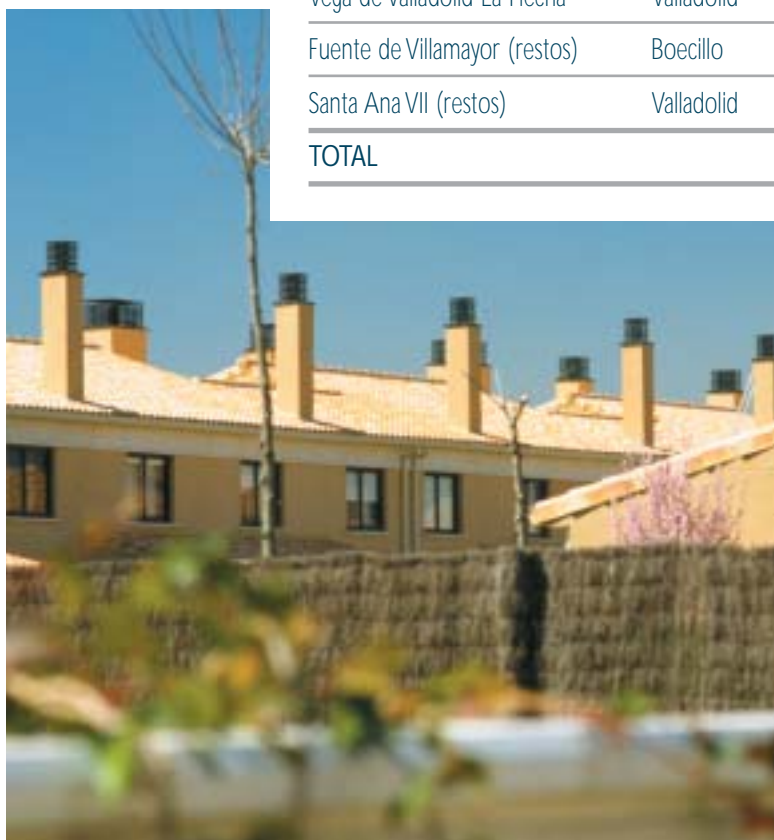 Fuente de Villamayor (restos) Boecillo
Santa Ana VII (restos) Valladolid
TOTAL